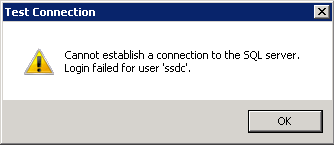 Test Connection
Cannot establish a connection to the SQL server.
Login failed for user 'ssdc'.
OK